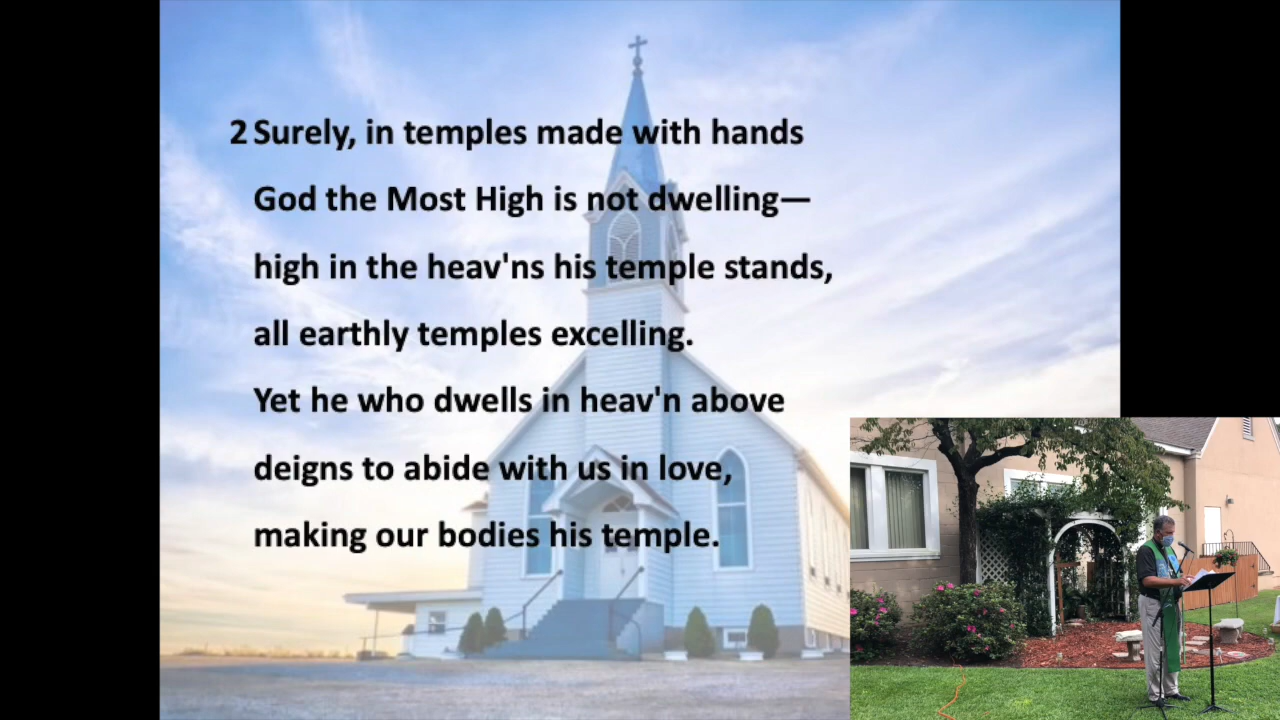 2 Surely, in temples made with hands
God the Most High is not dwelling—
high in the heav'ns his temple stands,
all earthly temples excelling.
Yet he who dwells in heav'n above
deigns to abide with us in love,
making our bodies his temple.